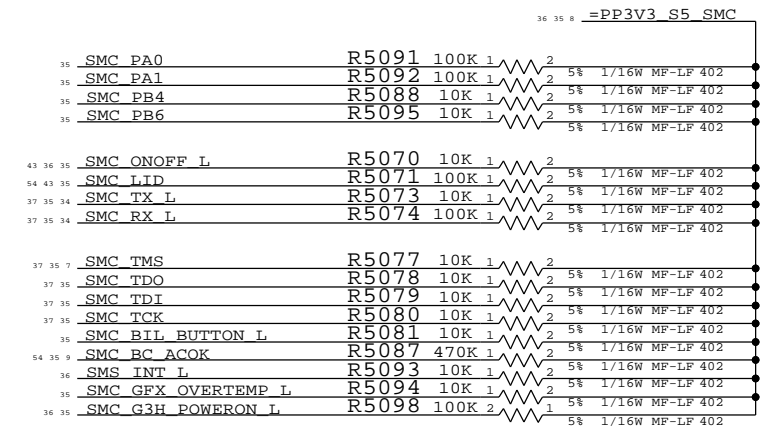 36 35 8 =PP3V3_S5_SMC
35 SMC_PA0 R5091 100K 1 2
5% 1/16W MF-LF 402
35 SMC_PA1 R5092 100K 1 2
5% 1/16W MF-LF 402
35 SMC_PB4 R5088 10K 1 2
5% 1/16W MF-LF 402
35 SMC_PB6 R5095 10K 1 2
5% 1/16W MF-LF 402
43 36 35 SMC_ONOFF_L R5070 10K 1 2
5% 1/16W MF-LF 402
54 43 35 SMC_LID R5071 100K 1 2
5% 1/16W MF-LF 402
37 35 34 SMC_TX_L R5073 10K 1 2
5% 1/16W MF-LF 402
37 35 34 SMC_RX_L R5074 100K 1 2
5% 1/16W MF-LF 402
37 35 7 SMC_TMS R5077 10K 1 2
5% 1/16W MF-LF 402
37 35 SMC_TDO R5078 10K 1 2
5% 1/16W MF-LF 402
37 35 SMC_TDI R5079 10K 1 2
5% 1/16W MF-LF 402
37 35 SMC_TCK R5080 10K 1 2
5% 1/16W MF-LF 402
35 SMC_BIL_BUTTON_L R5081 10K 1 2
5% 1/16W MF-LF 402
54 35 9 SMC_BC_ACOK R5087 470K 1 2
5% 1/16W MF-LF 402
36 SMS_INT_L R5093 10K 1 2
5% 1/16W MF-LF 402
35 SMC_GFX_OVERTEMP_L R5094 10K 1 2
5% 1/16W MF-LF 402
36 35 SMC_G3H_POWERON_L R5098 100K 2 1
5% 1/16W MF-LF 402